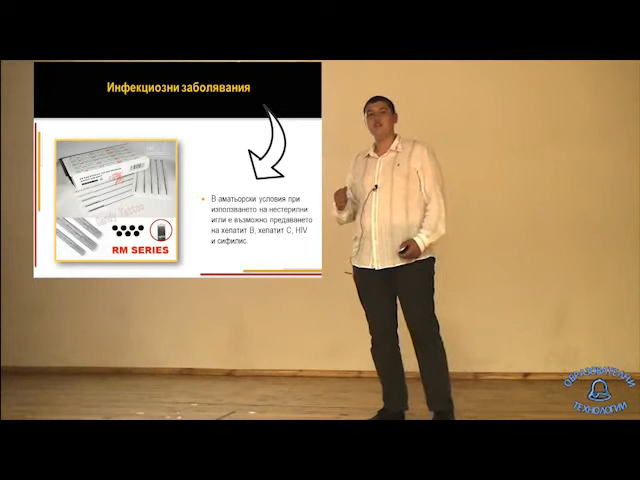 Инфекциозни заболявания
В аматьорски условия при
използването на нестерилни
игли е възможно предаването
на хепатит B, хепатит C, HIV
и сифилис.
RM SERIES
ОБРАЗОВАТЕЛНИ
ТЕХНОЛОГИИ